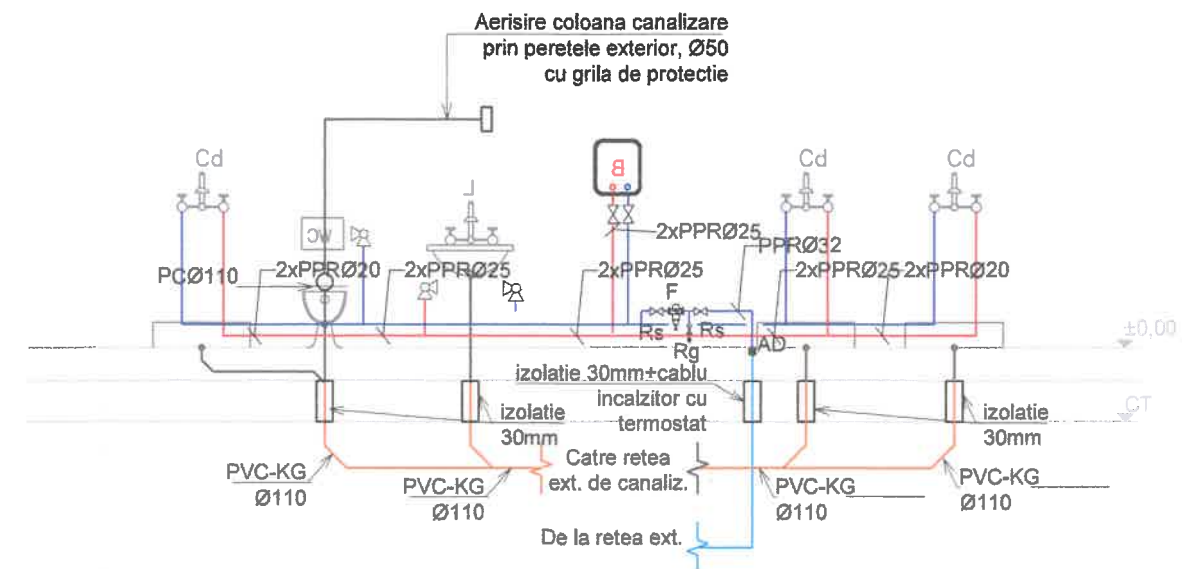 Aerisire coloana canalizare
prin peretele exterior, Ø50
cu grila de protectie
Cd
L
B
Cd
Cd
WC
2xPPRØ25
PPRØ32
PCØ110
2xPPRØ20
2xPPRØ25
2xPPRØ25
F
2xPPRØ25
2xPPRØ20
Rs
Rs
Rg
AD
±0,00
izolatie 30mm±cablu
incalzitor cu
termostat
izolatie
30mm
izolatie
30mm
CT
PVC-KG
Ø110
PVC-KG
Ø110
Catre retea
ext. de canaliz.
PVC-KG
Ø110
PVC-KG
Ø110
De la retea ext.